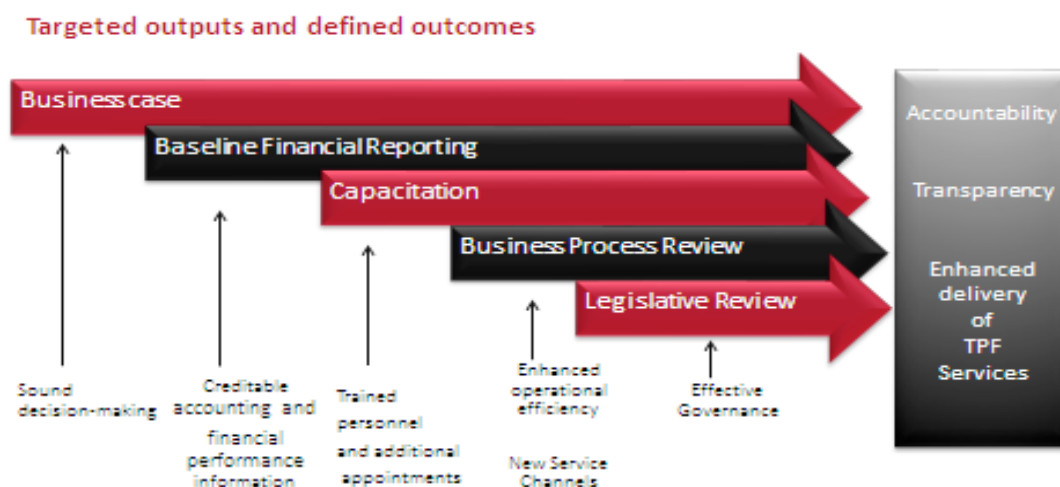 Targeted outputs and defined outcomes
Business case
Baseline Financial Reporting
Capacitation
Business Process Review
Legislative Review
Accountability
Transparency
Enhanced
delivery
of
TPF
Services
Sound
decision-making
Creditable
accounting and
financial
performance
information
Trained
personnel
and additional
appointments
Enhanced
operational
efficiency
New Service
Channels
Effective
Governance